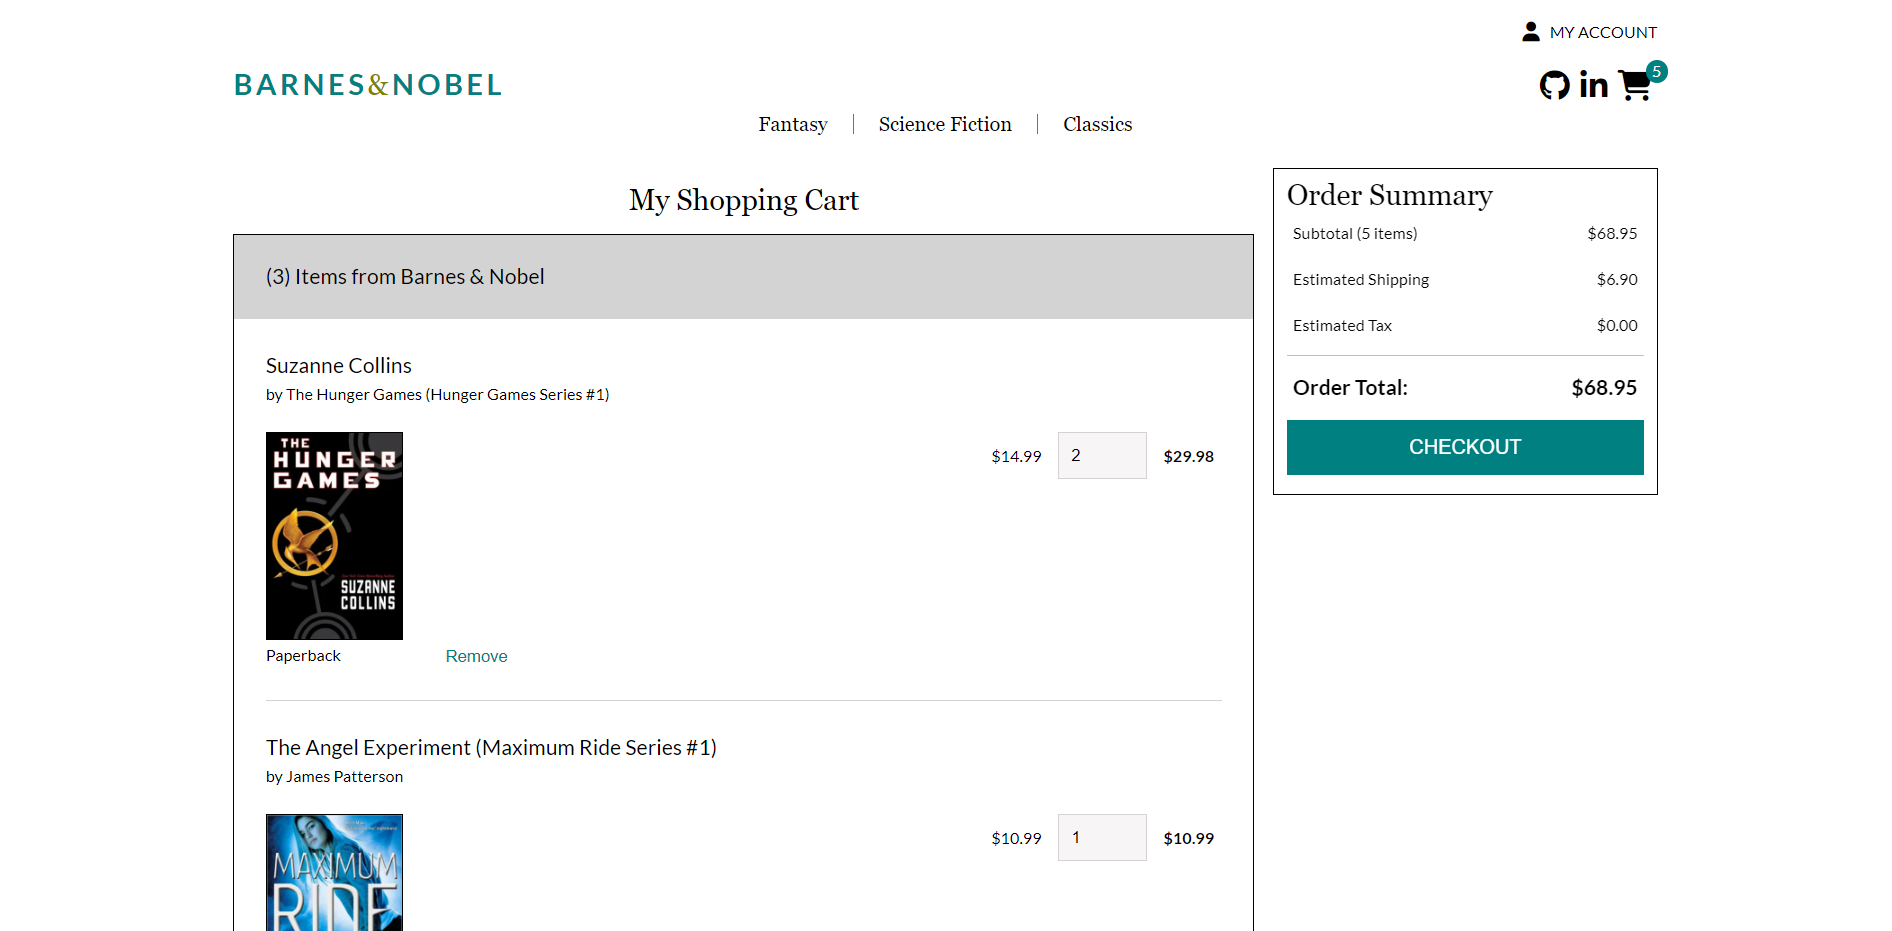 MY ACCOUNT
BARNES&NOBEL
in
5
Fantasy
Science Fiction
Classics
My Shopping Cart
(3) Items from Barnes & Nobel
Suzanne Collins
by The Hunger Games (Hunger Games Series #1)
THE
HUNGER
GAMES
SUZANNE
COLLINS
$14.99 2 $29.98
Paperback Remove
The Angel Experiment (Maximum Ride Series #1)
by James Patterson
MAXIMUM
RIDE
$10.99 1 $10.99
Order Summary
Subtotal (5 items) $68.95
Estimated Shipping $6.90
Estimated Tax $0.00
Order Total: $68.95
CHECKOUT